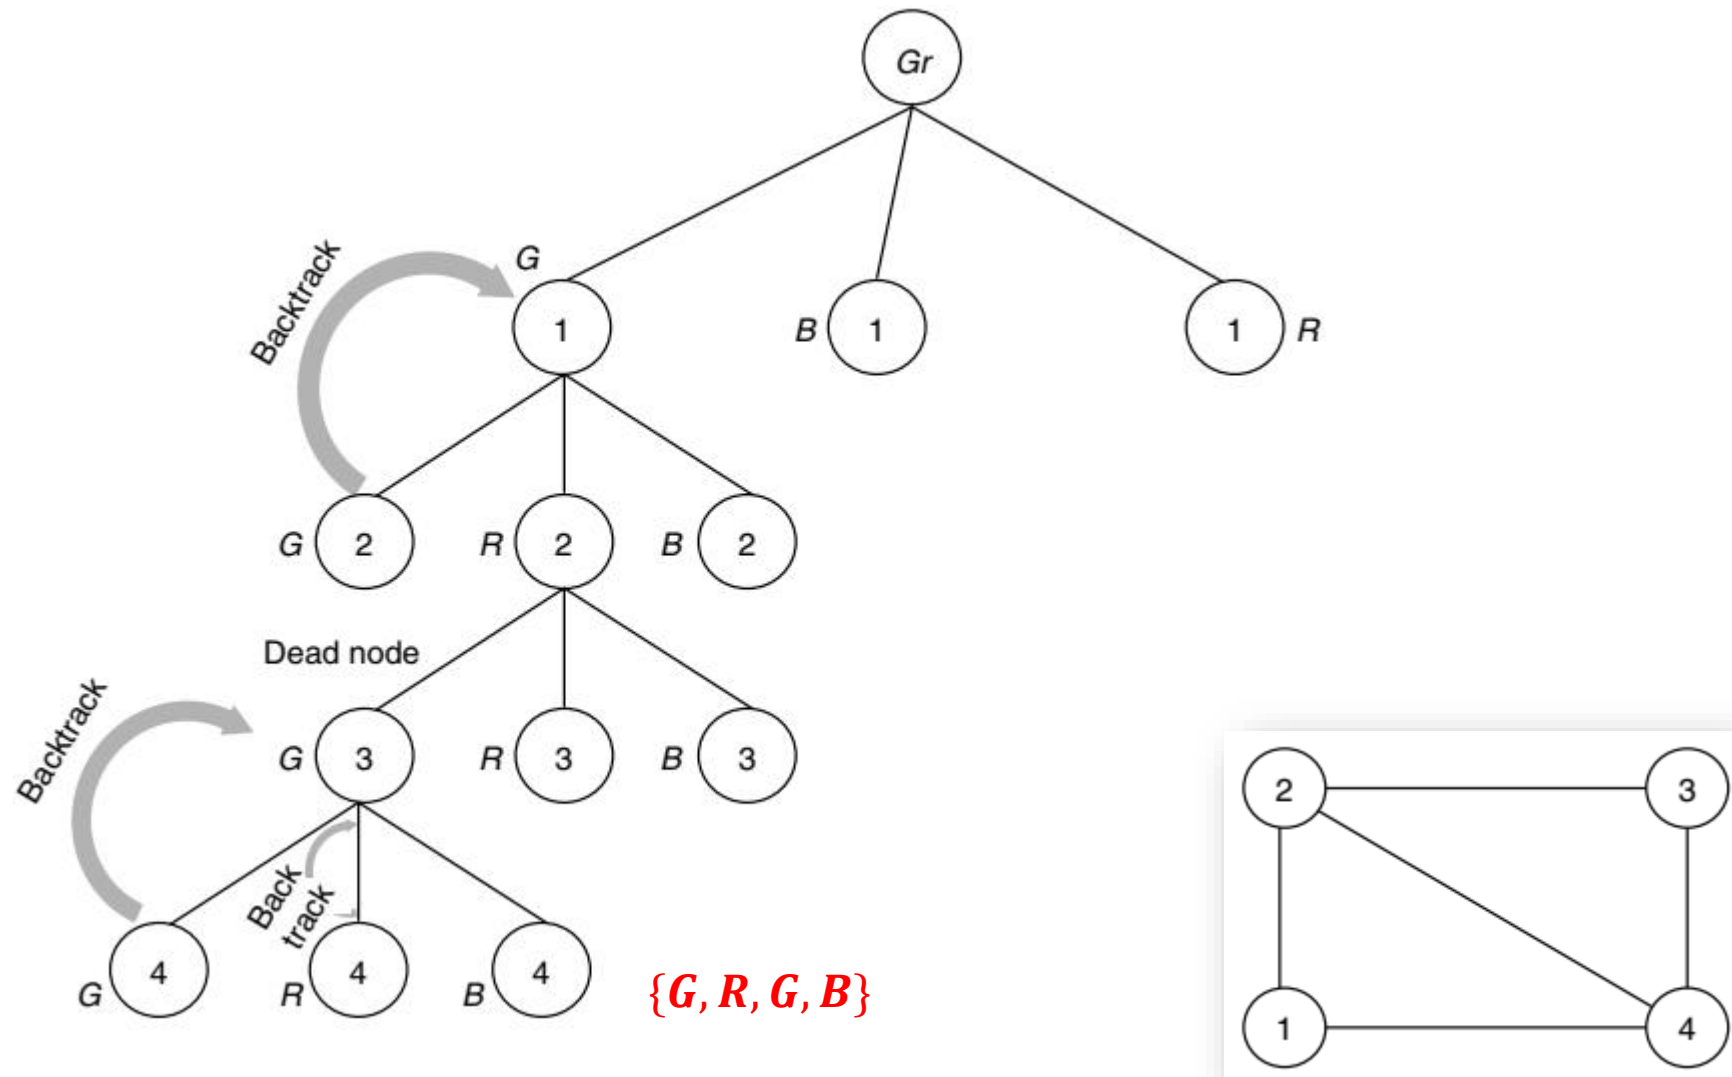 Gr
G
Backtrack
1
B 1
1 R
G 2
R 2
B 2
Dead node
Backtrack
G 3
R 3
B 3
Back
track
G 4
R 4
B 4
{G, R, G, B}
2
3
1
4